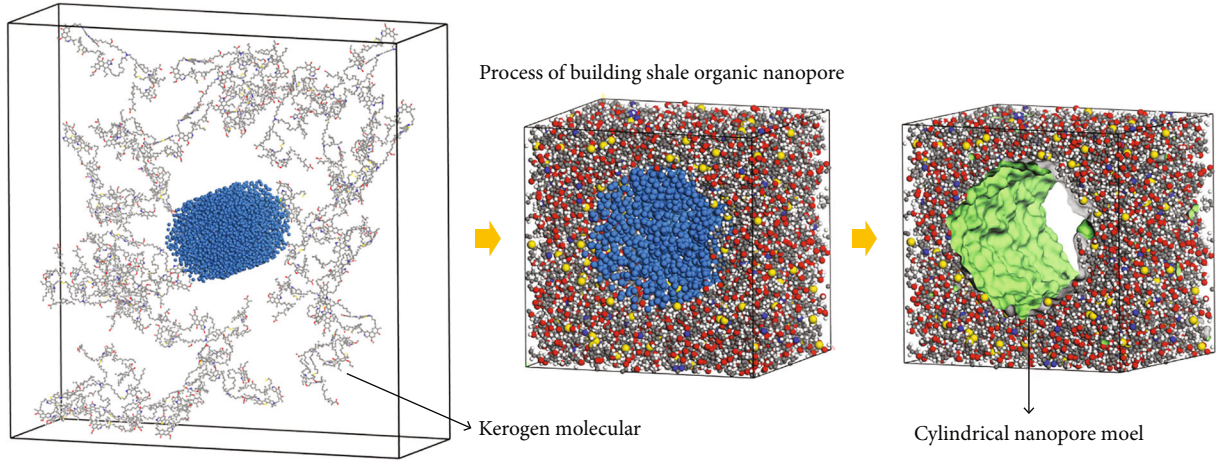 Process of building shale organic nanopore
Kerogen molecular
Cylindrical nanopore moel